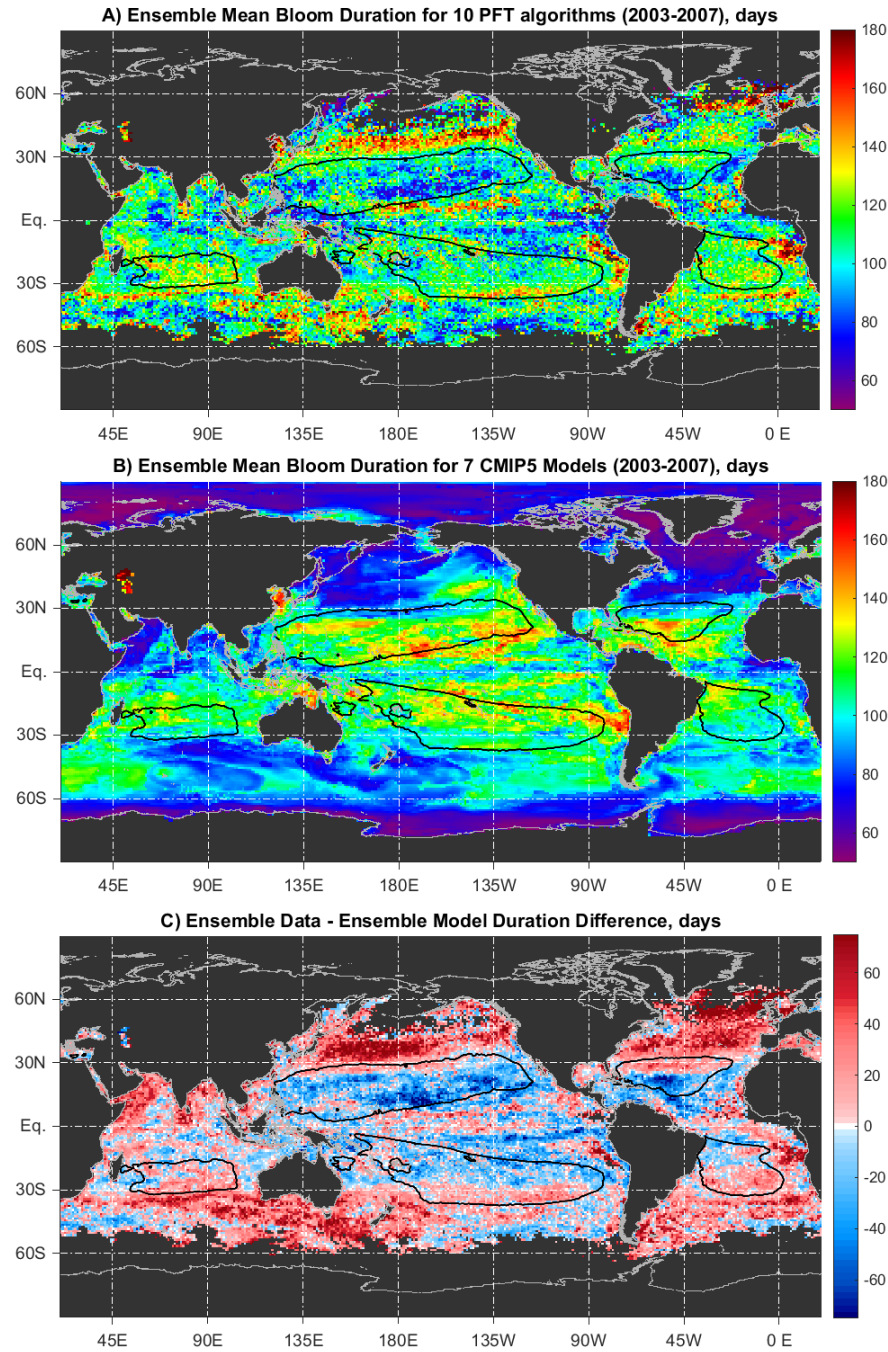 A) Ensemble Mean Bloom Duration for 10 PFT algorithms (2003-2007), days
180
160
140
120
100
80
60
60N
30N
Eq.
30S
60S
45E 90E 135E 180E 135W 90W 45W 0 E
B) Ensemble Mean Bloom Duration for 7 CMIP5 Models (2003-2007), days
180
160
140
120
100
80
60
60N
30N
Eq.
30S
60S
45E 90E 135E 180E 135W 90W 45W 0 E
C) Ensemble Data - Ensemble Model Duration Difference, days
60
40
20
0
-20
-40
-60
60N
30N
Eq.
30S
60S
45E 90E 135E 180E 135W 90W 45W 0 E